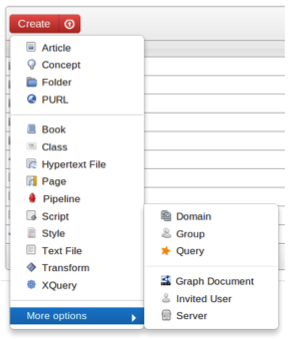 Create
Article
Concept
Folder
PURL
Book
Class
Hypertext File
Page
Pipeline
Script
Style
Text File
Transform
XQuery
More options
Domain
Group
Query
Graph Document
Invited User
Server